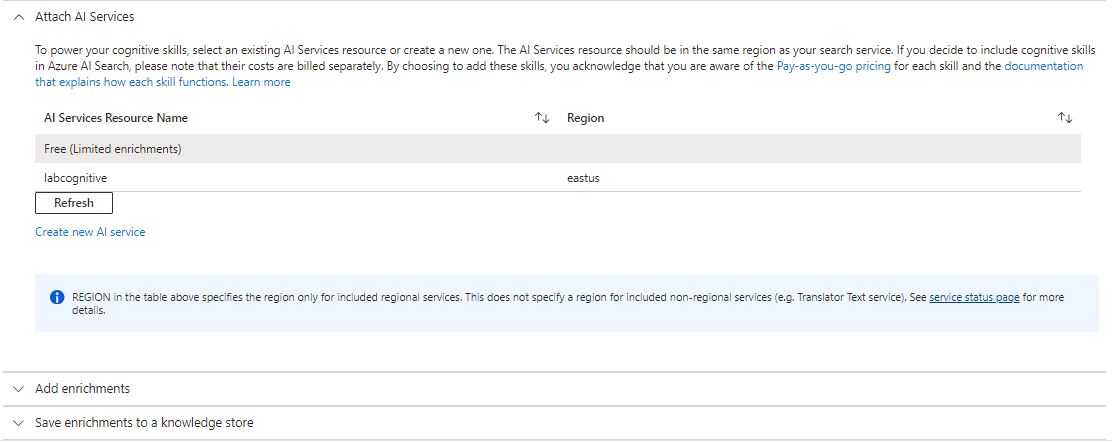 Attach AI Services
To power your cognitive skills, select an existing AI Services resource or create a new one. The AI Services resource should be in the same region as your search service. If you decide to include cognitive skills
in Azure AI Search, please note that their costs are billed separately. By choosing to add these skills, you acknowledge that you are aware of the Pay-as-you-go pricing for each skill and the documentation
that explains how each skill functions. Learn more
AI Services Resource Name Region
Free (Limited enrichments)
labcognitive eastus
Refresh
Create new AI service
REGION in the table above specifies the region only for included regional services. This does not specify a region for included non-regional services (e.g. Translator Text service). See service status page for more
details.
Add enrichments
Save enrichments to a knowledge store